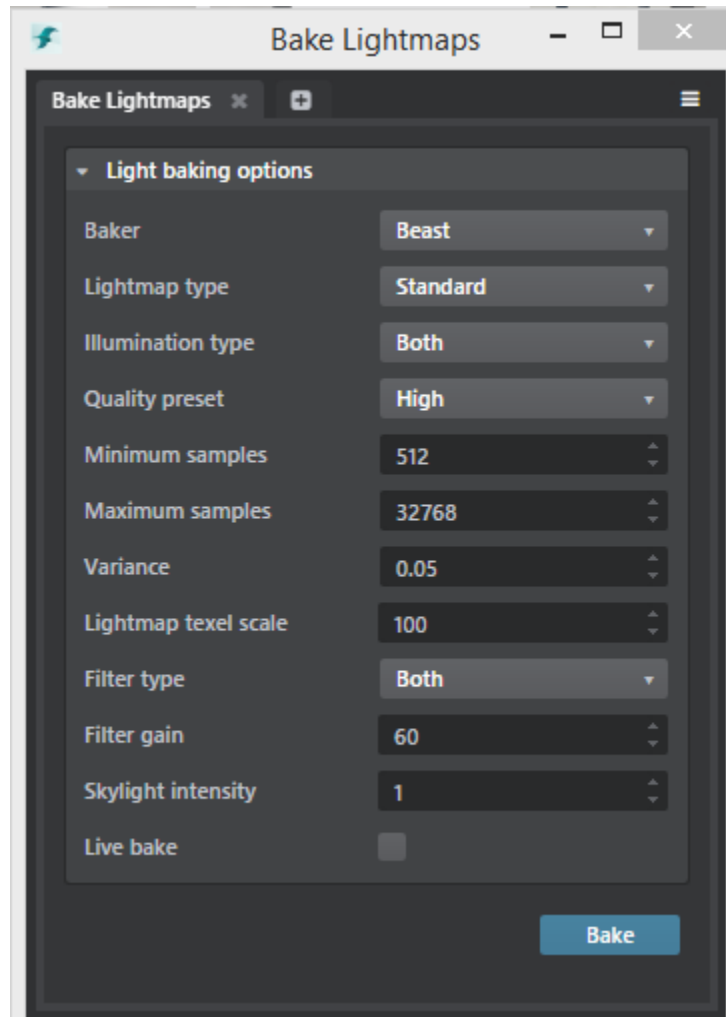 Bake Lightmaps
Bake Lightmaps
Light baking options
Baker Beast
Lightmap type Standard
Illumination type Both
Quality preset High
Minimum samples 512
Maximum samples 32768
Variance 0.05
Lightmap texel scale 100
Filter type Both
Filter gain 60
Skylight intensity 1
Live bake
Bake